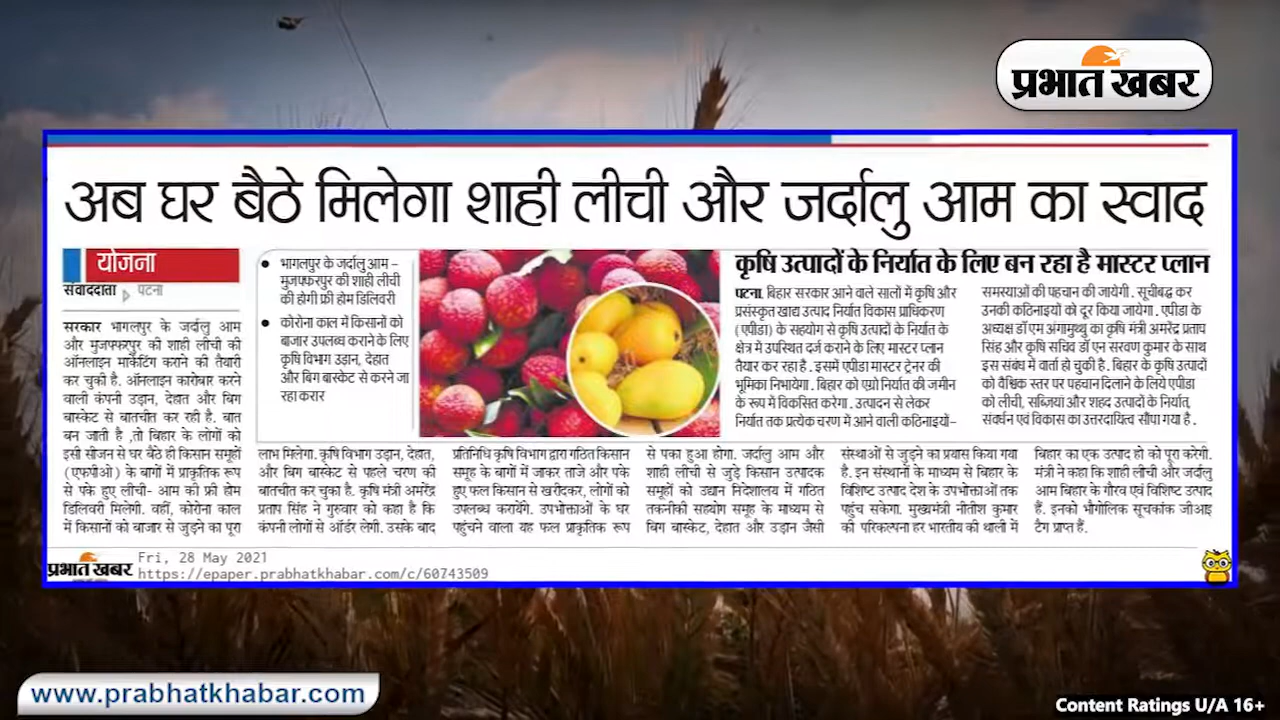 प्रभात खबर
अब घर बैठे मिलेगा शाही लीची और जर्दालु आम का स्वाद
योजना
संवाददाता पटना
सरकार भागलपुर के जर्दालु आम
और मुजफ्फरपुर की शाही लीची की
ऑनलाइन मार्केटिंग कराने की तैयारी
कर चुकी है. ऑनलाइन कारोबार करने
वाली कंपनी उड़ान, देहात और बिग
बास्केट से बातचीत कर रही है. बात
बन जाती है ,तो बिहार के लोगों को
इसी सीजन से घर बैठे ही किसान समूहों
(एफपीओ) के बागों में प्राकृतिक रूप
से पके हुए लीची- आम की फ्री होम
डिलिवरी मिलेगी. वहीं, कोरोना काल
में किसानों को बाजार से जुड़ने का पूरा
• भागलपुर के जर्दालु आम –
मुजफ्फरपुर की शाही लीची
की होगी फ्री होम डिलिवरी
• कोरोना काल में किसानों को
बाजार उपलब्ध कराने के लिए
कृषि विभाग उड़ान, देहात
और बिग बास्केट से करने जा
रहा करार
लाभ मिलेगा. कृषि विभाग उड़ान, देहात,
और बिग बास्केट से पहले चरण की
बातचीत कर चुका है. कृषि मंत्री अमरेंद्र
प्रताप सिंह ने गुरुवार को कहा है कि
कंपनी लोगों से ऑर्डर लेगी. उसके बाद
प्रतिनिधि कृषि विभाग द्वारा गठित किसान
समूह के बागों में जाकर ताजे और पके
हुए फल किसान से खरीदकर, लोगों को
उपलब्ध करायेंगे. उपभोक्ताओं के घर
पहुंचने वाला यह फल प्राकृतिक रूप
से पका हुआ होगा. जर्दालु आम और
शाही लीची से जुड़े किसान उत्पादक
समूहों को उद्यान निदेशालय में गठित
तकनीकी सहयोग समूह के माध्यम से
बिग बास्केट, देहात और उड़ान जैसी
संस्थाओं से जुड़ने का प्रयास किया गया
है. इन संस्थानों के माध्यम से बिहार के
विशिष्ट उत्पाद देश के उपभोक्ताओं तक
पहुंच सकेगा. मुख्यमंत्री नीतीश कुमार
की परिकल्पना हर भारतीय की थाली में
बिहार का एक उत्पाद हो को पूरा करेगी.
मंत्री ने कहा कि शाही लीची और जर्दालु
आम बिहार के गौरव एवं विशिष्ट उत्पाद
हैं. इनको भौगोलिक सूचकांक जीआइ
टैग प्राप्त हैं.
कृषि उत्पादों के निर्यात के लिए बन रहा है मास्टर प्लान
पटना. बिहार सरकार आने वाले सालों में कृषि और
प्रसंस्कृत खाद्य उत्पाद निर्यात विकास प्राधिकरण
(एपीडा) के सहयोग से कृषि उत्पादों के निर्यात के
क्षेत्र में उपस्थित दर्ज कराने के लिए मास्टर प्लान
तैयार कर रहा है. इसमें एपीडा मास्टर ट्रेनर की
भूमिका निभायेगा. बिहार को एग्रो निर्यात की जमीन
के रूप में विकसित करेगा. उत्पादन से लेकर
निर्यात तक प्रत्येक चरण में आने वाली कठिनाइयों–
समस्याओं की पहचान की जायेगी. सूचीबद्ध कर
उनकी कठिनाइयों को दूर किया जायेगा. एपीडा के
अध्यक्ष डॉ एम अंगामुथ्थु का कृषि मंत्री अमरेंद्र प्रताप
सिंह और कृषि सचिव डॉ एन सरवण कुमार के साथ
इस संबंध में वार्ता हो चुकी है. बिहार के कृषि उत्पादों
को वैश्विक स्तर पर पहचान दिलाने के लिये एपीडा
को लीची, सब्जियां और शहद उत्पादों के निर्यात,
संवर्धन एवं विकास का उत्तरदायित्व सौंपा गया है.
प्रभात खबर
Fri, 28 May 2021
https://epaper.prabhatkhabar.com/c/60743509
www.prabhatkhabar.com
Content Ratings U/A 16+